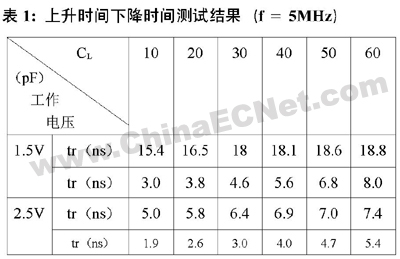 表 1: 上升时间下降时间测试结果 (f = 5MHz)
CL 10 20 30 40 50 60
(pF)
工作
电压
1.5V tr（ns） 15.4 16.5 18 18.1 18.6 18.8
tr（ns） 3.0 3.8 4.6 5.6 6.8 8.0
2.5V tr（ns） 5.0 5.8 6.4 6.9 7.0 7.4
tr（ns） 1.9 2.6 3.0 4.0 4.7 5.4
www.ChinaECNet.com